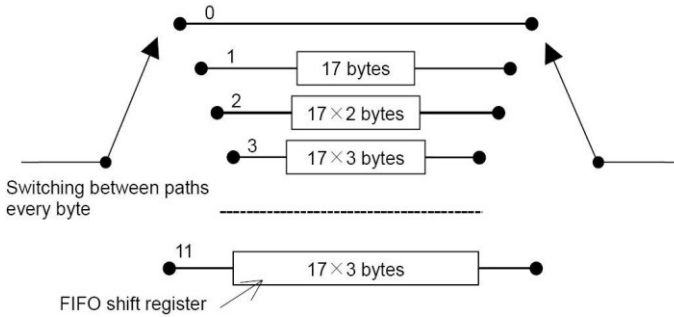 0
1
17 bytes
2
17×2 bytes
3
17×3 bytes
Switching between paths
every byte
11
17×3 bytes
FIFO shift register